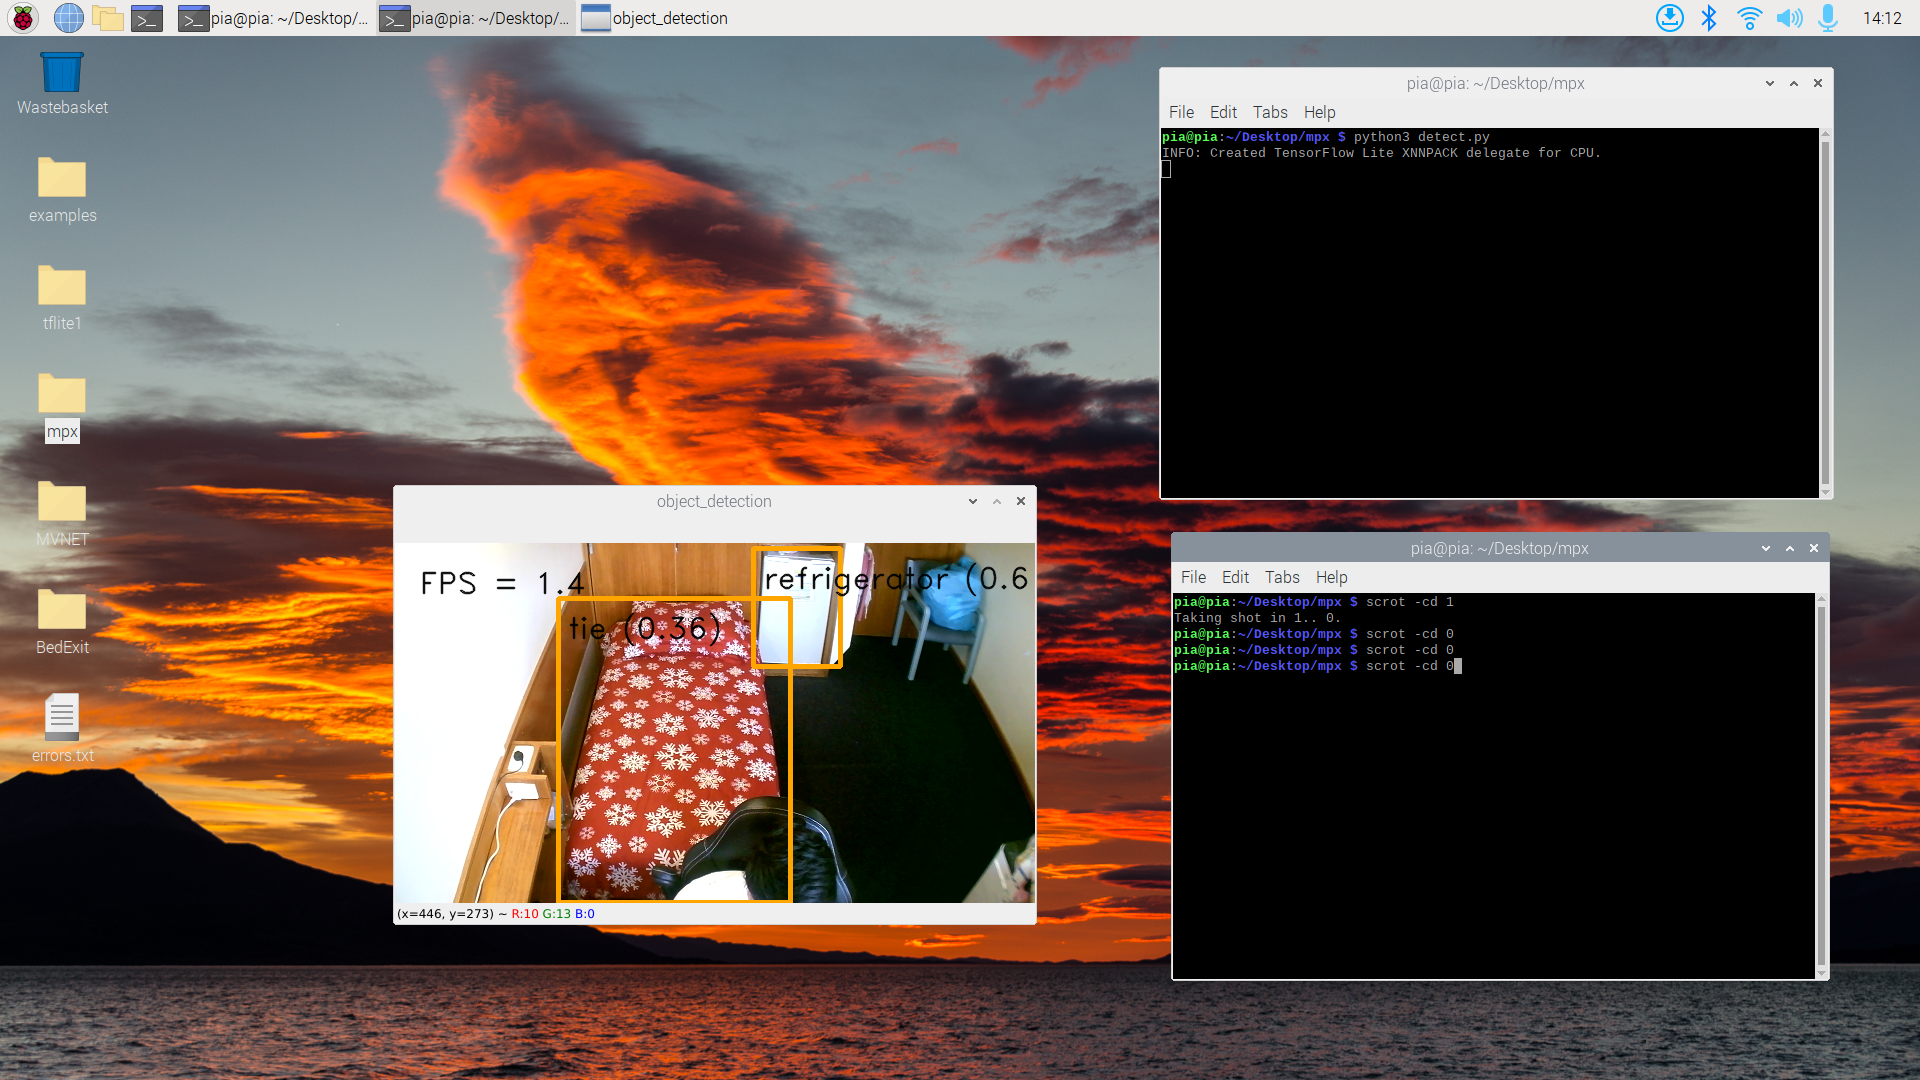 pia@pia: ~/Desktop/...
pia@pia: ~/Desktop/...
object_detection
14:12
Wastebasket
examples
tflite1
mpx
MVNET
BedExit
errors.txt
pia@pia: ~/Desktop/mpx
File Edit Tabs Help
pia@pia:~/Desktop/mpx $ python3 detect.py
INFO: Created TensorFlow Lite XNNPACK delegate for CPU.
object_detection
FPS = 1.4
refrigerator (0.6
tie (0.36)
(x=446, y=273) ~ R:10 G:13 B:0
pia@pia: ~/Desktop/mpx
File Edit Tabs Help
pia@pia:~/Desktop/mpx $ scrot -cd 1
Taking shot in 1.. 0.
pia@pia:~/Desktop/mpx $ scrot -cd 0
pia@pia:~/Desktop/mpx $ scrot -cd 0
pia@pia:~/Desktop/mpx $ scrot -cd 0